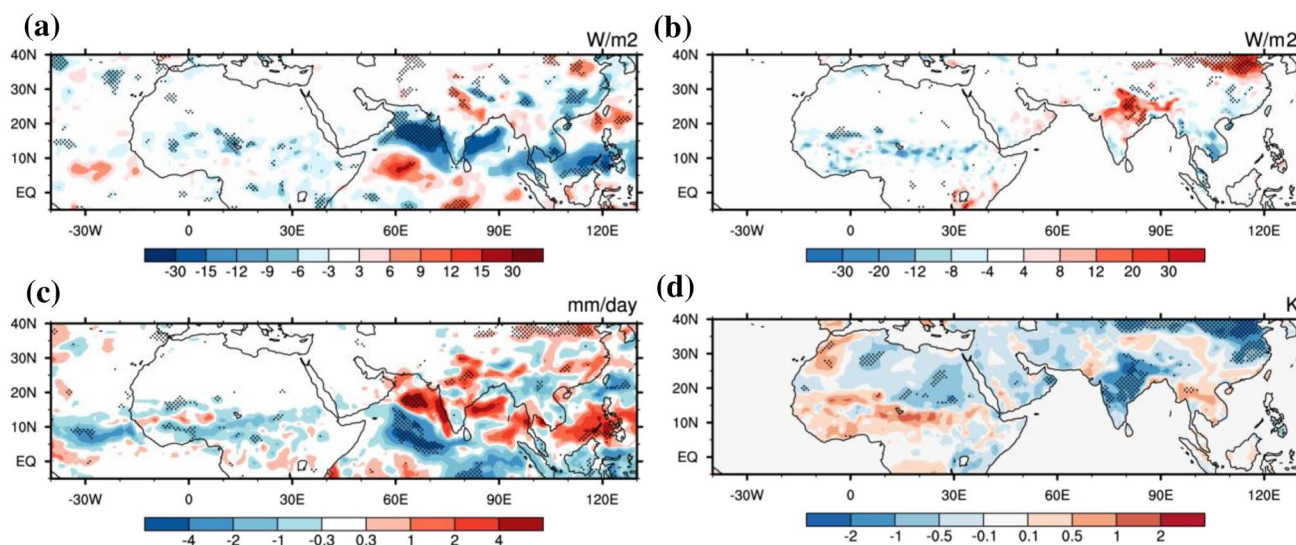 (a)
W/m2
40N
30N
20N
10N
EQ
-30W 0 30E 60E 90E 120E
-30 -15 -12 -9 -6 -3 3 6 9 12 15 30
(b)
W/m2
40N
30N
20N
10N
EQ
-30W 0 30E 60E 90E 120E
-30 -20 -12 -8 -4 4 8 12 20 30
(c)
mm/day
40N
30N
20N
10N
EQ
-30W 0 30E 60E 90E 120E
-4 -2 -1 -0.3 0.3 1 2 4
(d)
K
40N
30N
20N
10N
EQ
-30W 0 30E 60E 90E 120E
-2 -1 -0.5 -0.1 0.1 0.5 1 2